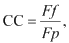 CC = Ff/Fp,